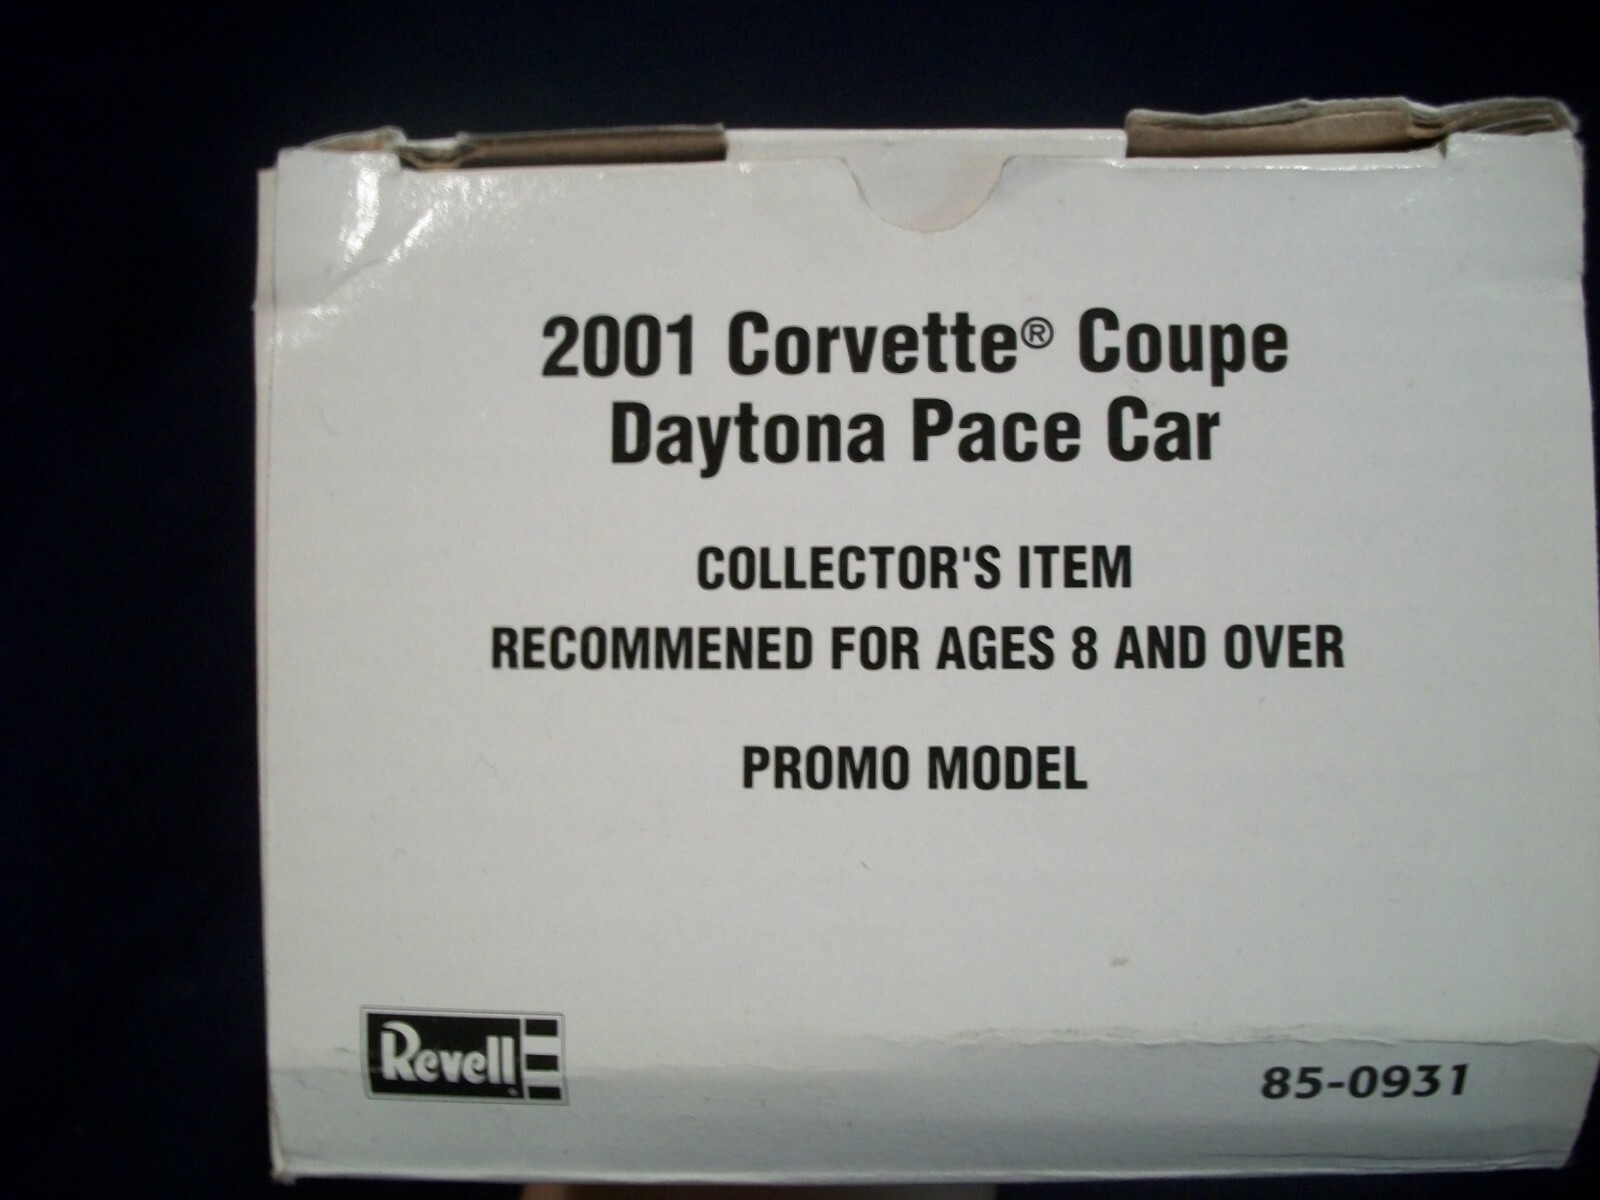 2001 Corvette® Coupe
Daytona Pace Car
COLLECTOR'S ITEM
RECOMMENED FOR AGES 8 AND OVER
PROMO MODEL
Revell
85-0931